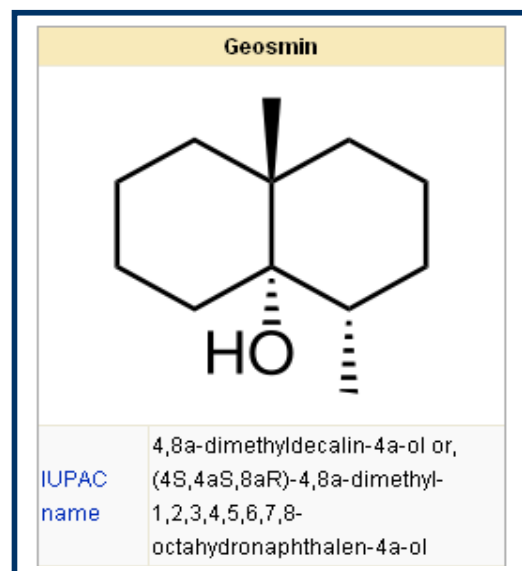 Geosmin
HO
IUPAC
name
4,8a-dimethyldecalin-4a-ol or,
(4S,4aS,8aR)-4,8a-dimethyl-
1,2,3,4,5,6,7,8-
octahydronaphthalen-4a-ol